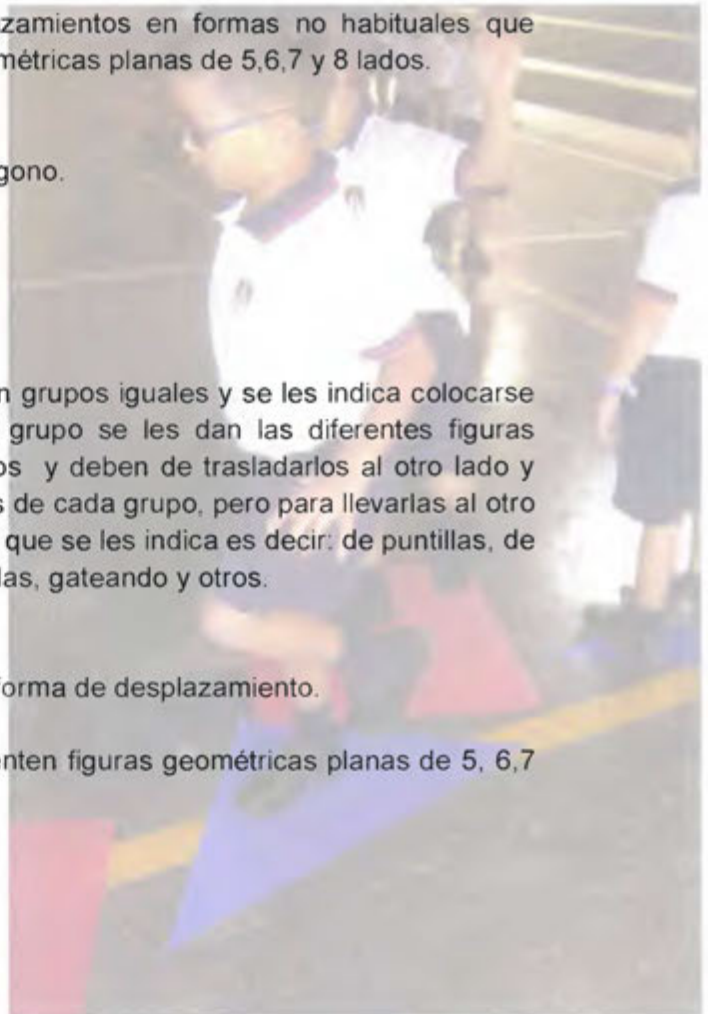 zamientos en formas no habituales que
métricas planas de 5,6,7 y 8 lados.
gono.
n grupos iguales y se les indica colocarse
grupo se les dan las diferentes figuras
os y deben de trasladarlos al otro lado y
s de cada grupo, pero para llevarlas al otro
que se les indica es decir: de puntillas, de
las, gateando y otros.
forma de desplazamiento.
enten figuras geométricas planas de 5, 6,7